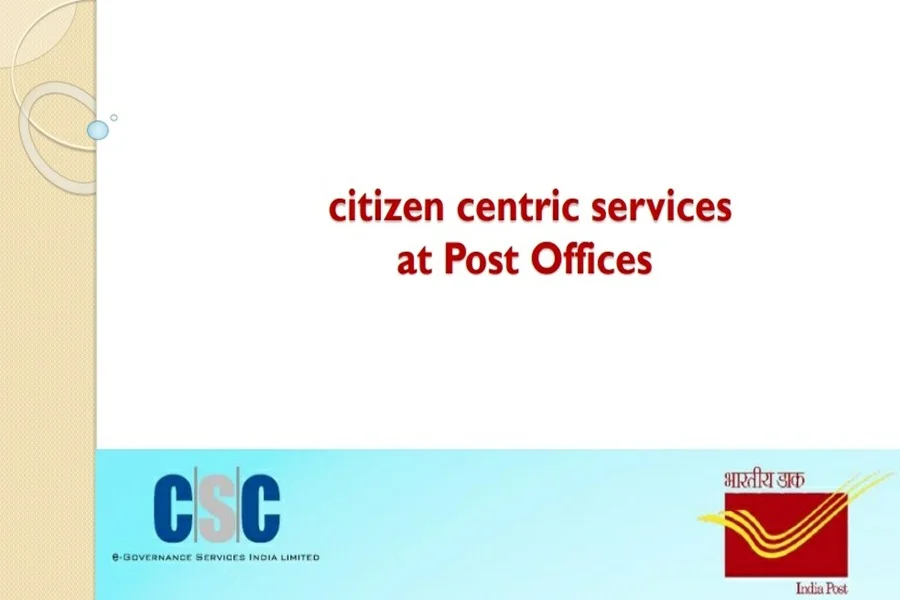 citizen centric services
at Post Offices
CSC
e-Governance Services India Limited
भारतीय डाक
India Post